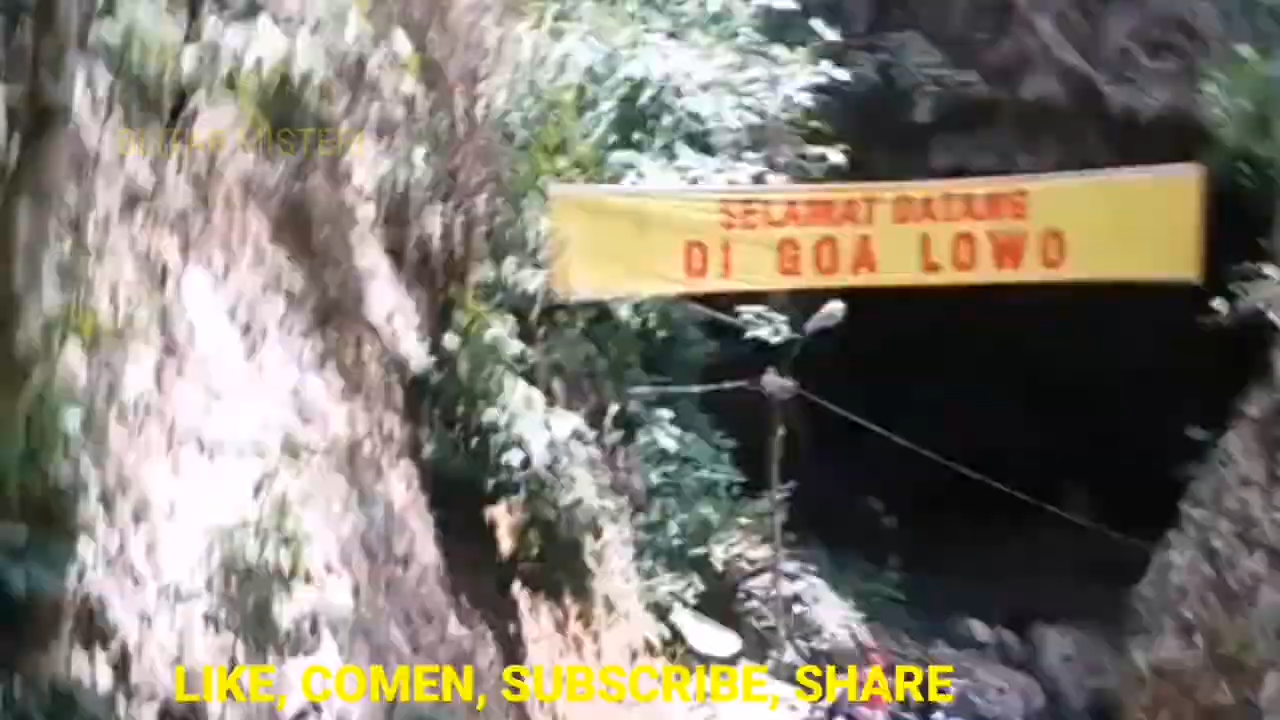 SELAMAT DATANG
DI GOA LOWO
LIKE, COMEN, SUBSCRIBE, SHARE